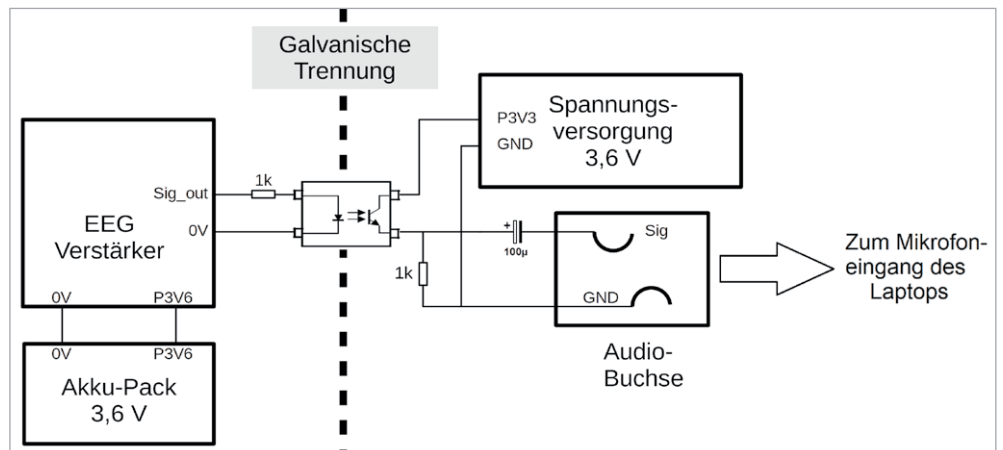 Galvanische
Trennung
Spannungs-
versorgung
3,6 V
P3V3
GND
EEG
Verstärker
Sig_out
0V
0V
P3V6
1k
1k
+
100µ
Sig
GND
Audio-
Buchse
Zum Mikrofon-
eingang des
Laptops
0V
P3V6
Akku-Pack
3,6 V